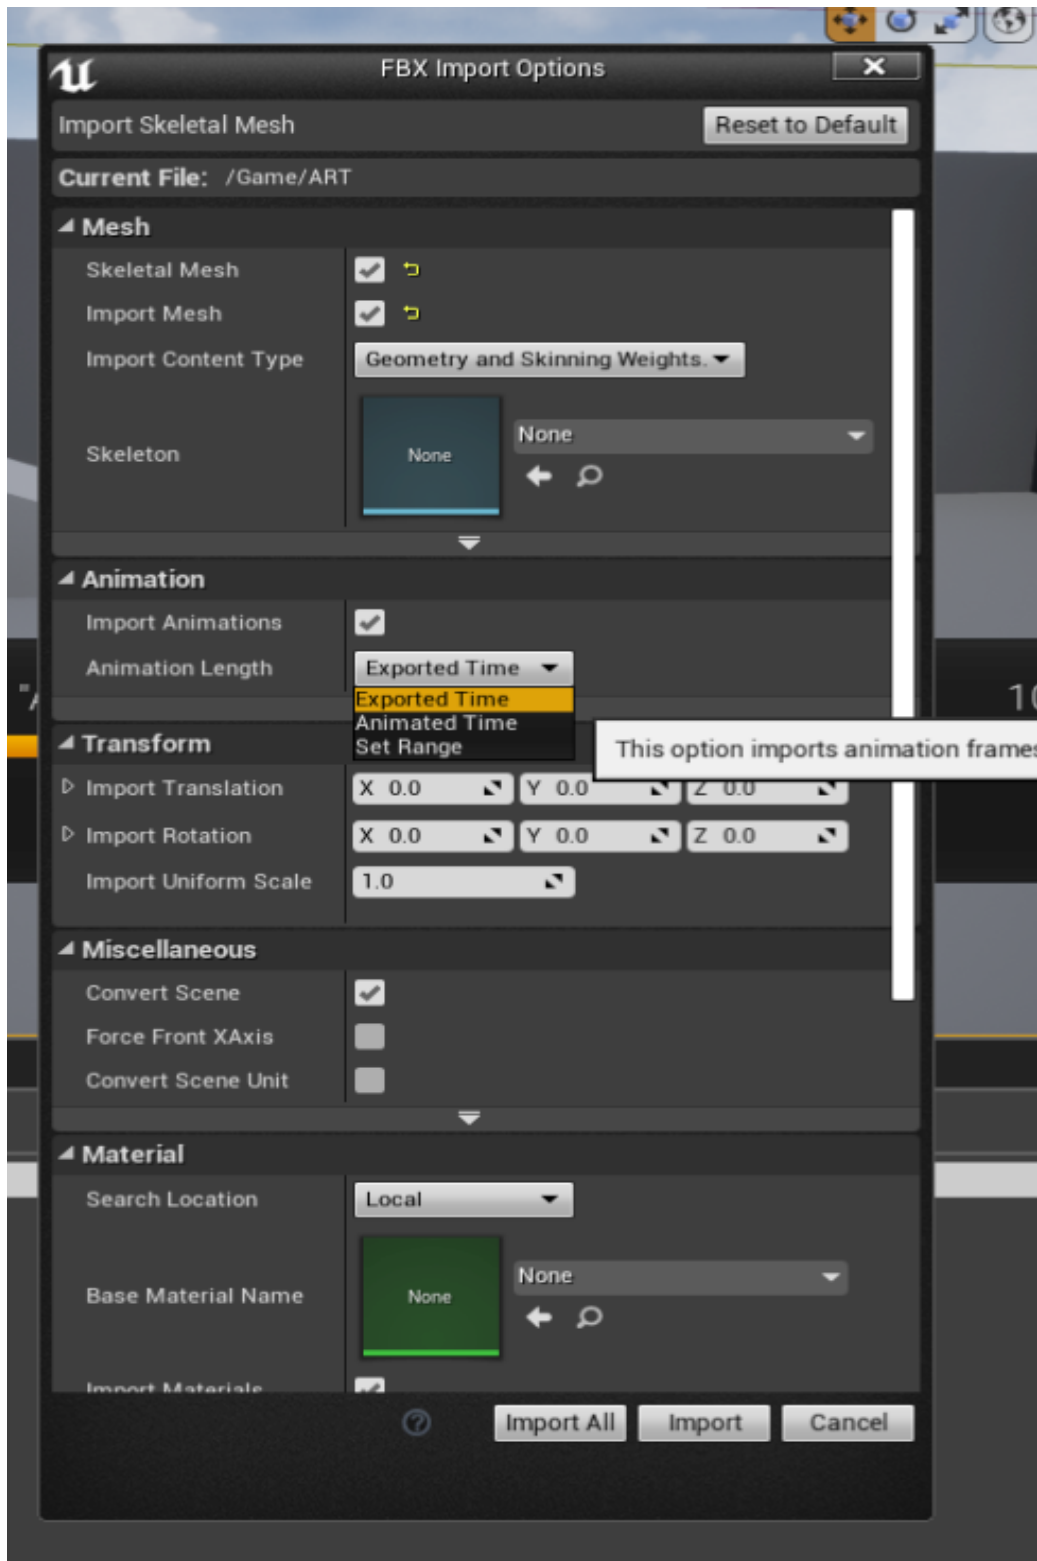 FBX Import Options
Import Skeletal Mesh
Reset to Default
Current File: /Game/ART
Mesh
Skeletal Mesh
Import Mesh
Import Content Type
Geometry and Skinning Weights.
Skeleton
None
None
Animation
Import Animations
Animation Length
Exported Time
Exported Time
Animated Time
Set Range
This option imports animation frames
Transform
Import Translation
X 0.0
Y 0.0
Z 0.0
Import Rotation
X 0.0
Y 0.0
Z 0.0
Import Uniform Scale
1.0
Miscellaneous
Convert Scene
Force Front XAxis
Convert Scene Unit
Material
Search Location
Local
Base Material Name
None
None
Import Materials
Import All
Import
Cancel